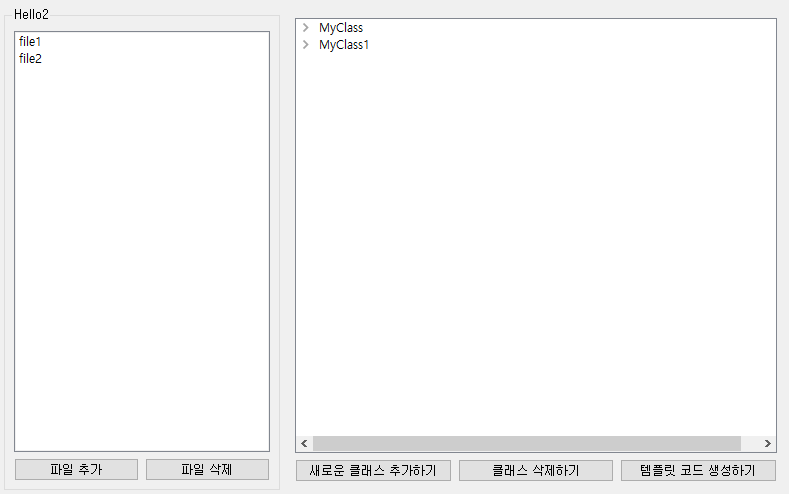 Hello2
file1
file2
파일 추가
파일 삭제
MyClass
MyClass1
새로운 클래스 추가하기
클래스 삭제하기
템플릿 코드 생성하기